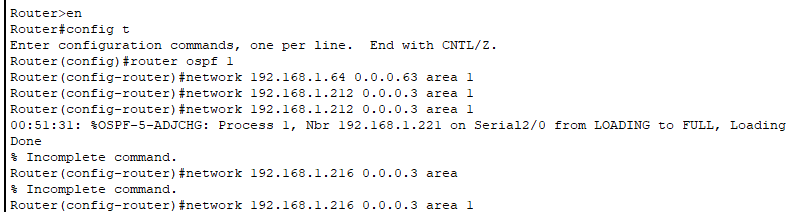 Router>en
Router#config t
Enter configuration commands, one per line.  End with CNTL/Z.
Router(config)#router ospf 1
Router(config-router)#network 192.168.1.64 0.0.0.63 area 1
Router(config-router)#network 192.168.1.212 0.0.0.3 area 1
Router(config-router)#network 192.168.1.212 0.0.0.3 area 1
00:51:31: %OSPF-5-ADJCHG: Process 1, Nbr 192.168.1.221 on Serial2/0 from LOADING to FULL, Loading
Done
% Incomplete command.
Router(config-router)#network 192.168.1.216 0.0.0.3 area
% Incomplete command.
Router(config-router)#network 192.168.1.216 0.0.0.3 area 1